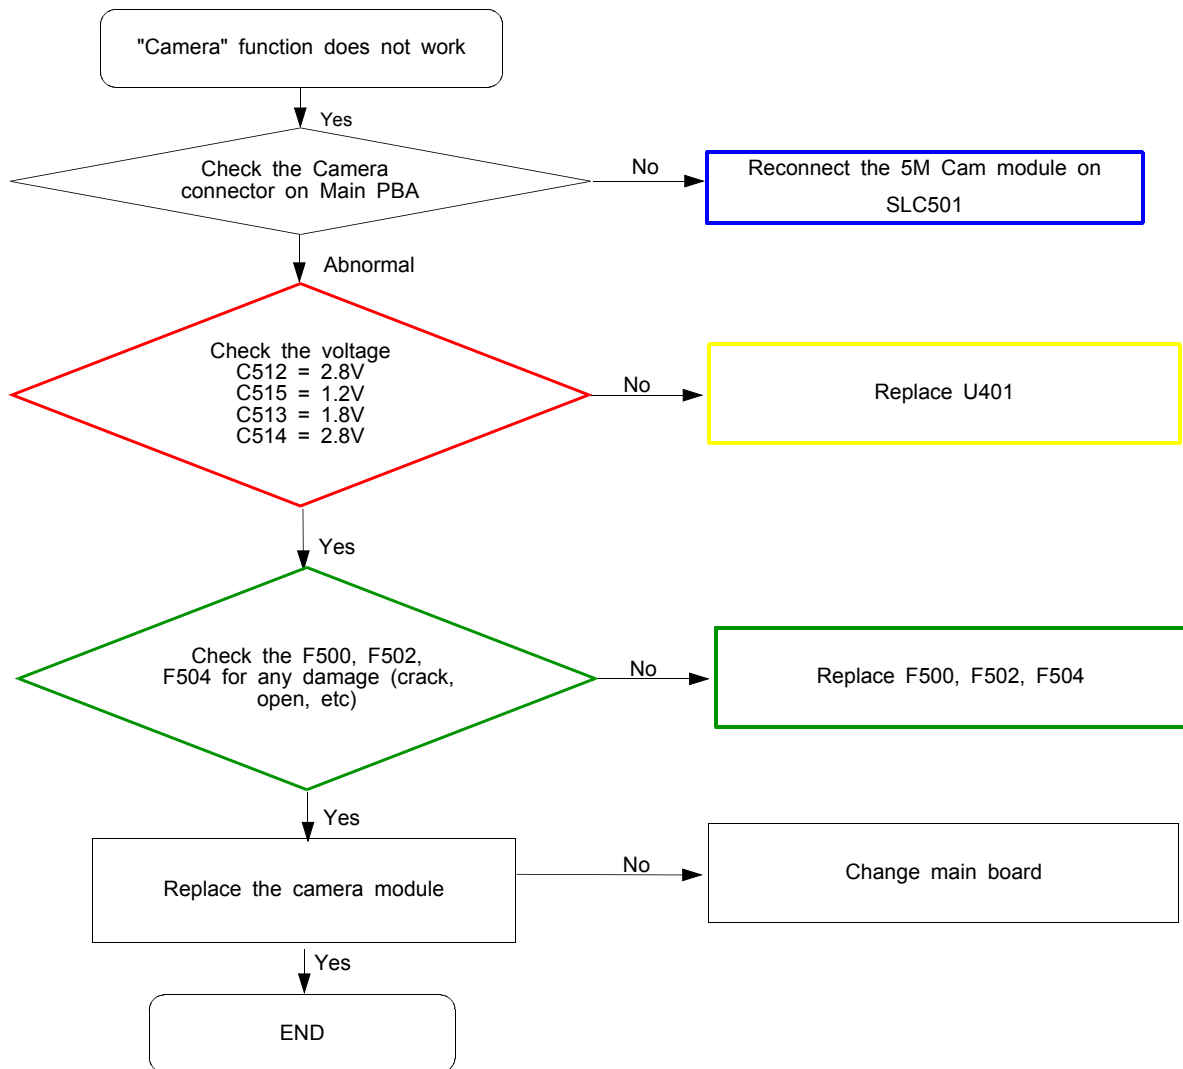 "Camera" function does not work
Yes
Check the Camera
connector on Main PBA
No
Reconnect the 5M Cam module on
SLC501
Abnormal
Check the voltage
C512 = 2.8V
C515 = 1.2V
C513 = 1.8V
C514 = 2.8V
No
Replace U401
Yes
Check the F500, F502,
F504 for any damage (crack,
open, etc)
No
Replace F500, F502, F504
Yes
Replace the camera module
No
Change main board
Yes
END